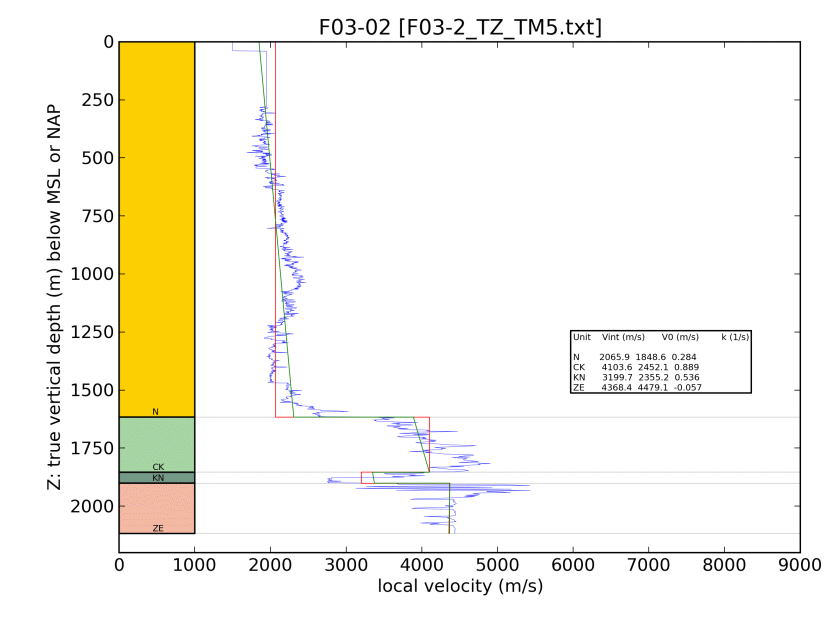 F03-02 [F03-2_TZ_TM5.txt]
0
250
500
750
1000
1250
1500
1750
2000
Z: true vertical depth (m) below MSL or NAP
N
CK
KN
ZE
Unit Vint (m/s) V0 (m/s) k (1/s)
N 2065.9 1848.6 0.284
CK 4103.6 2452.1 0.889
KN 3199.7 2355.2 0.536
ZE 4368.4 4479.1 -0.057
0 1000 2000 3000 4000 5000 6000 7000 8000 9000
local velocity (m/s)